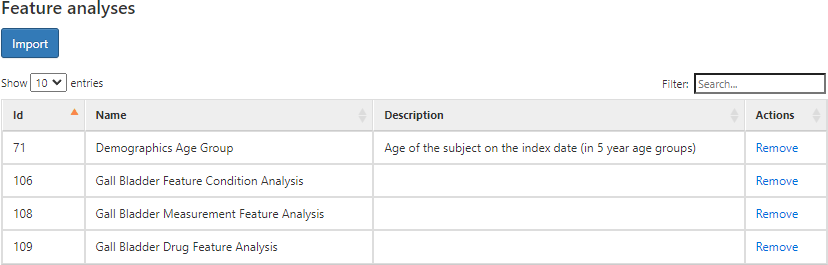 Feature analyses
Import
Show 10 entries Filter: Search...
Id Name Description Actions
71 Demographics Age Group Age of the subject on the index date (in 5 year age groups) Remove
106 Gall Bladder Feature Condition Analysis Remove
108 Gall Bladder Measurement Feature Analysis Remove
109 Gall Bladder Drug Feature Analysis Remove